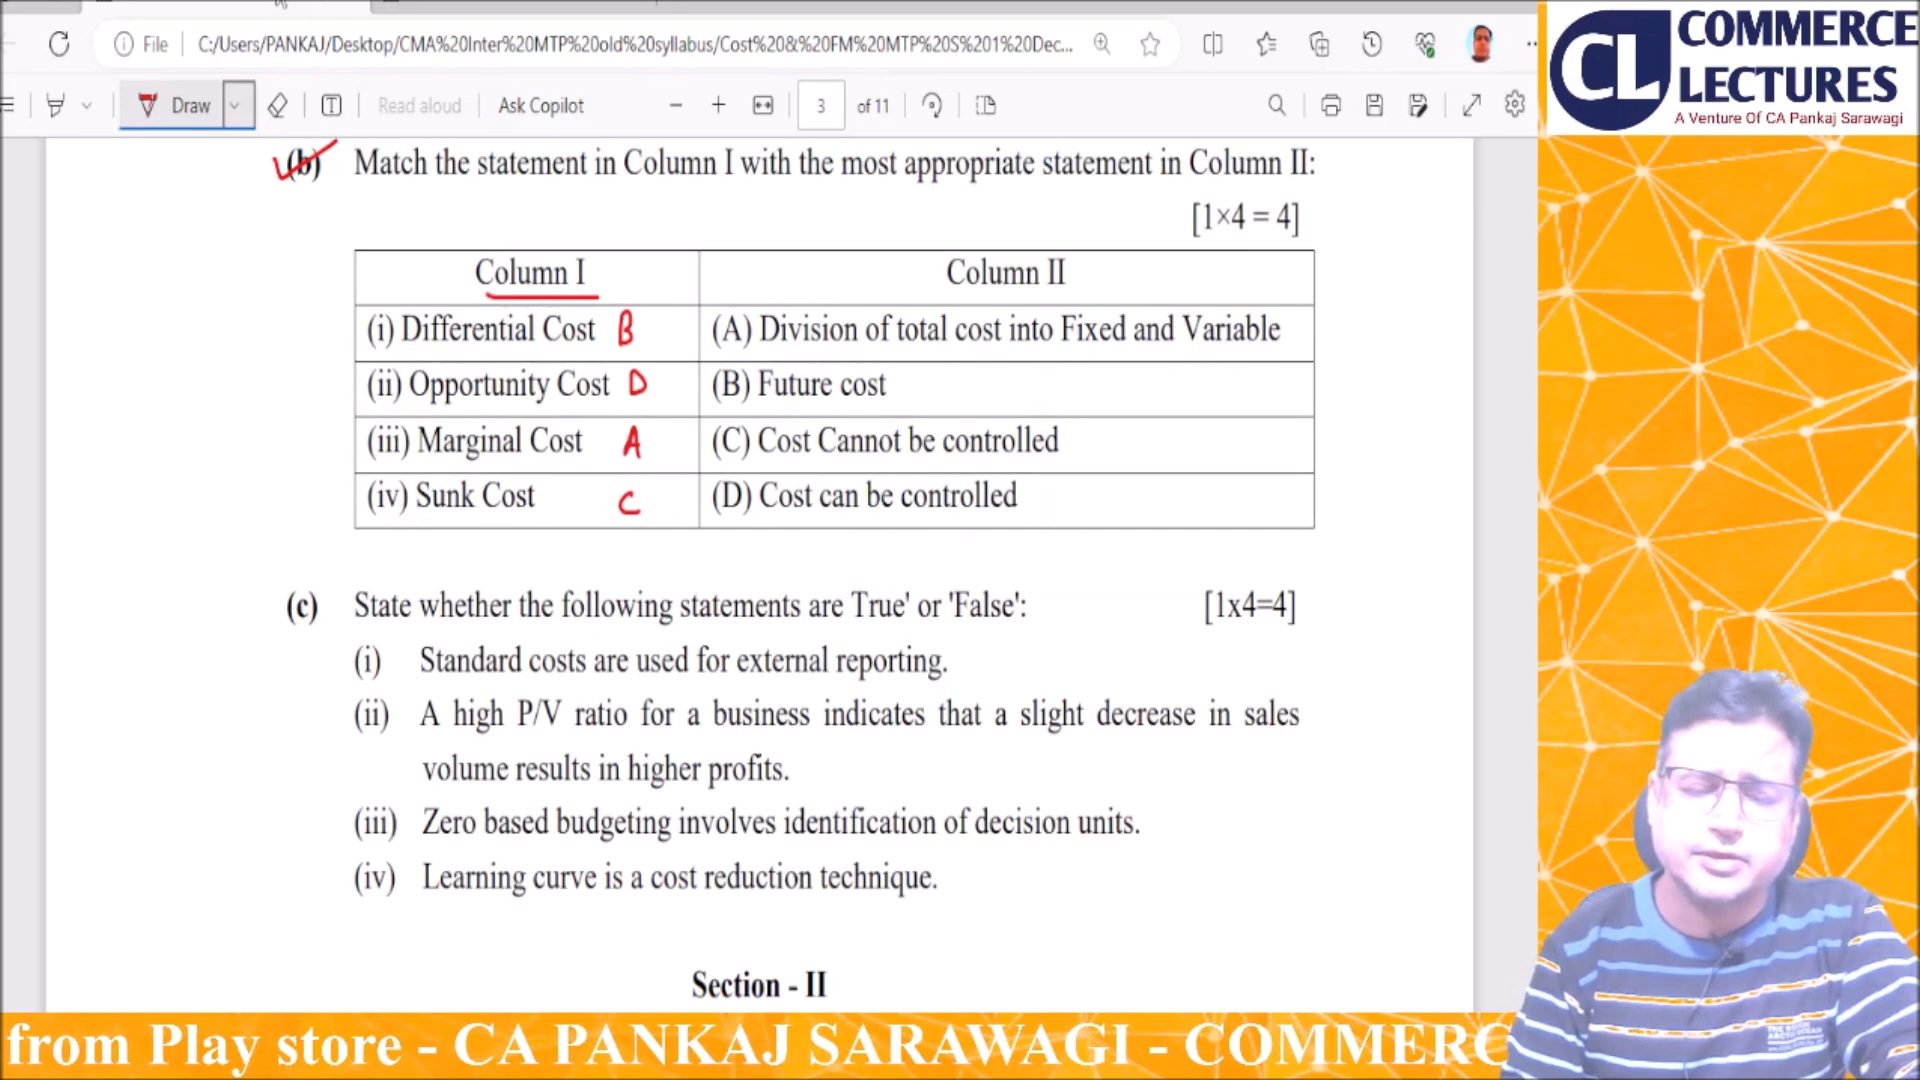 File
C:/Users/PANKAJ/Desktop/CMA%20Inter%20MTP%20old%20syllabus/Cost%20&%20FM%20MTP%20S%201%20Dec...
Draw
Read aloud
Ask Copilot
3
of 11
CL
COMMERCE
LECTURES
A Venture Of CA Pankaj Sarawagi
(b) Match the statement in Column I with the most appropriate statement in Column II:
[1×4 = 4]
Column I Column II
(i) Differential Cost B (A) Division of total cost into Fixed and Variable
(ii) Opportunity Cost D (B) Future cost
(iii) Marginal Cost A (C) Cost Cannot be controlled
(iv) Sunk Cost C (D) Cost can be controlled
(c) State whether the following statements are True' or 'False': [1x4=4]
(i) Standard costs are used for external reporting.
(ii) A high P/V ratio for a business indicates that a slight decrease in sales
volume results in higher profits.
(iii) Zero based budgeting involves identification of decision units.
(iv) Learning curve is a cost reduction technique.
Section - II
from Play store - CA PANKAJ SARAWAGI - COMMERC